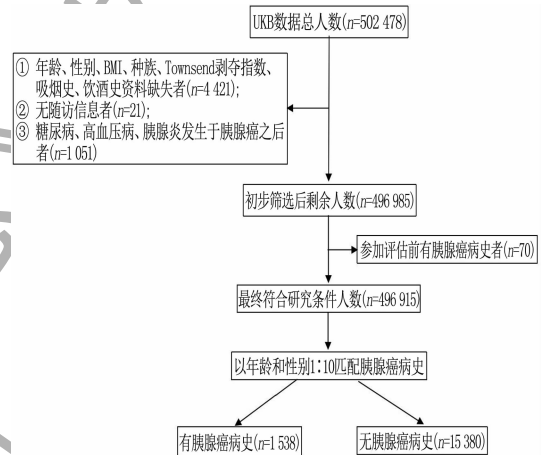 UKB数据总人数(n=502 478)
① 年龄、性别、BMI、种族、Townsend剥夺指数、
吸烟史、饮酒史资料缺失者(n=4 421);
② 无随访信息者(n=21);
③ 糖尿病、高血压病、胰腺炎发生于胰腺癌之后
者(n=1 051)
初步筛选后剩余人数(n=496 985)
参加评估前有胰腺癌病史者(n=70)
最终符合研究条件人数(n=496 915)
以年龄和性别1∶10匹配胰腺癌病史
有胰腺癌病史(n=1 538)
无胰腺癌病史(n=15 380)